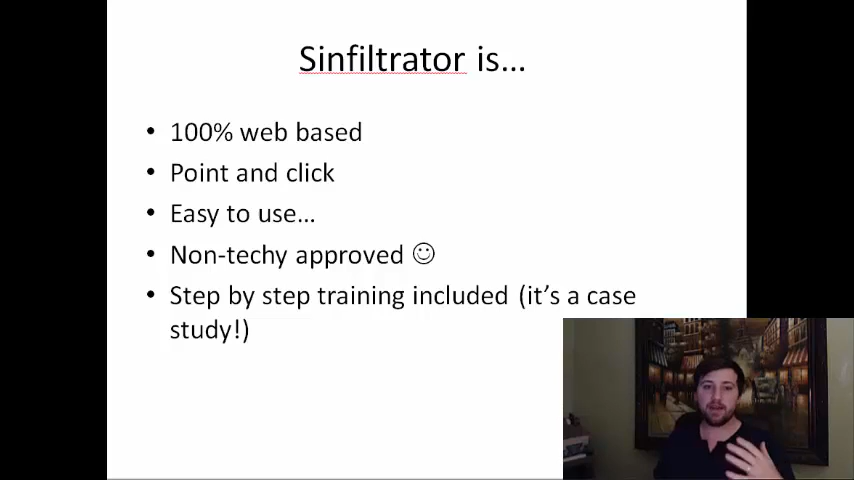 Sinfiltrator is...
• 100% web based
• Point and click
• Easy to use...
• Non-techy approved ☺
• Step by step training included (it's a case
study!)